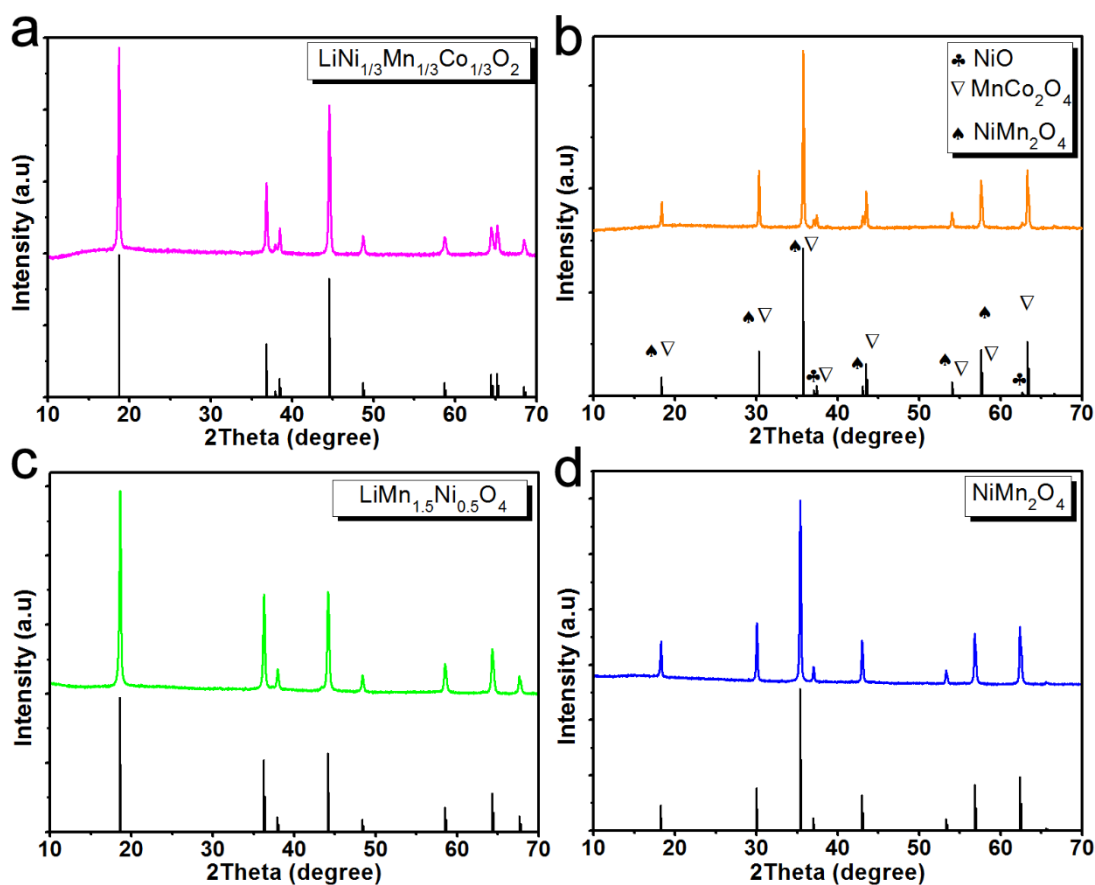 a
LiNi1/3Mn1/3Co1/3O2
Intensity (a.u)
10 20 30 40 50 60 70
2Theta (degree)
b
♣ NiO
▽ MnCo2O4
♠ NiMn2O4
Intensity (a.u)
♠▽
♠▽
♠▽
♣▽
♠
▽
♠
▽
♠
▽
♣
▽
10 20 30 40 50 60 70
2Theta (degree)
c
LiMn1.5Ni0.5O4
Intensity (a.u)
10 20 30 40 50 60 70
2Theta (degree)
d
NiMn2O4
Intensity (a.u)
10 20 30 40 50 60 70
2Theta (degree)